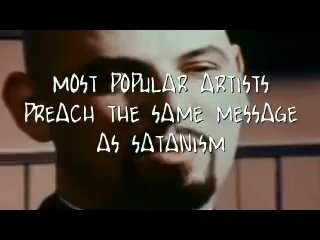 MOST POPULAR ARTISTS
PREACH THE SAME MESSAGE
AS SATANISM